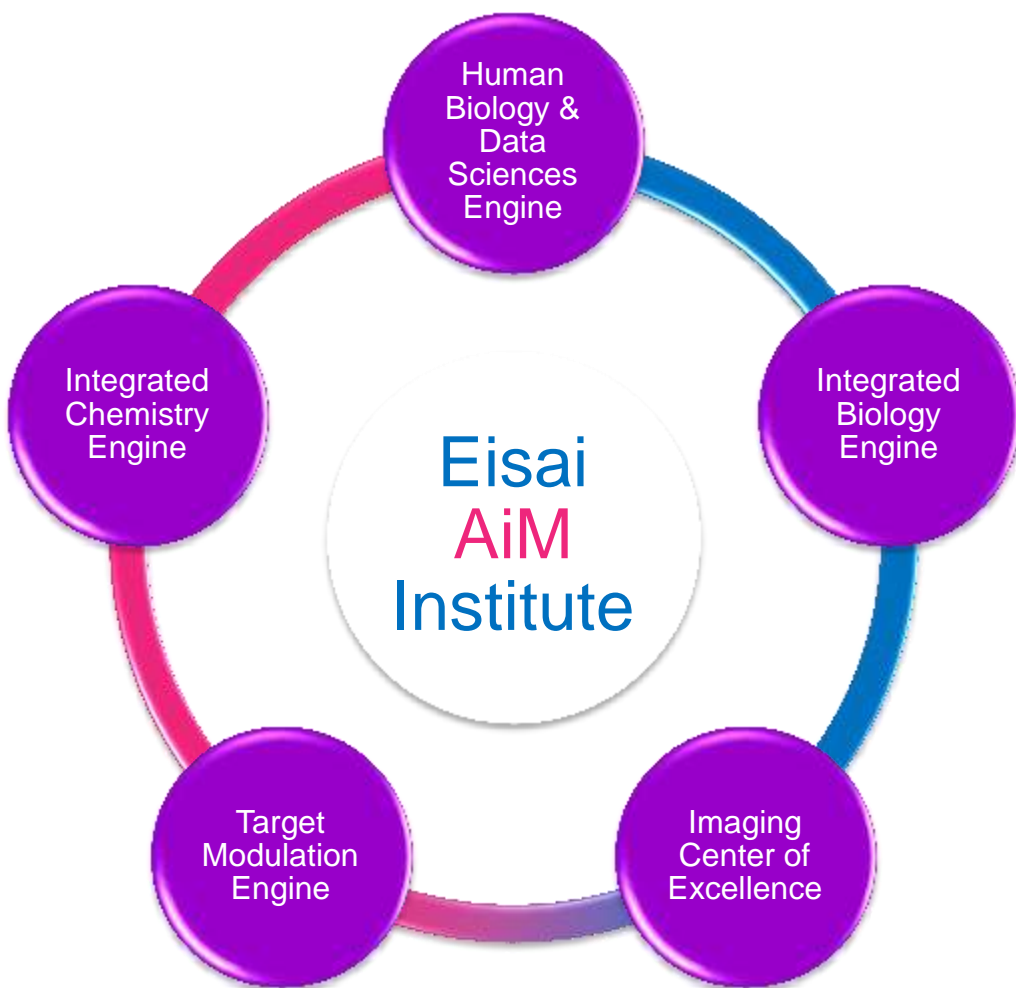 Human
Biology &
Data
Sciences
Engine
Integrated
Chemistry
Engine
Integrated
Biology
Engine
Eisai
AiM
Institute
Target
Modulation
Engine
Imaging
Center of
Excellence